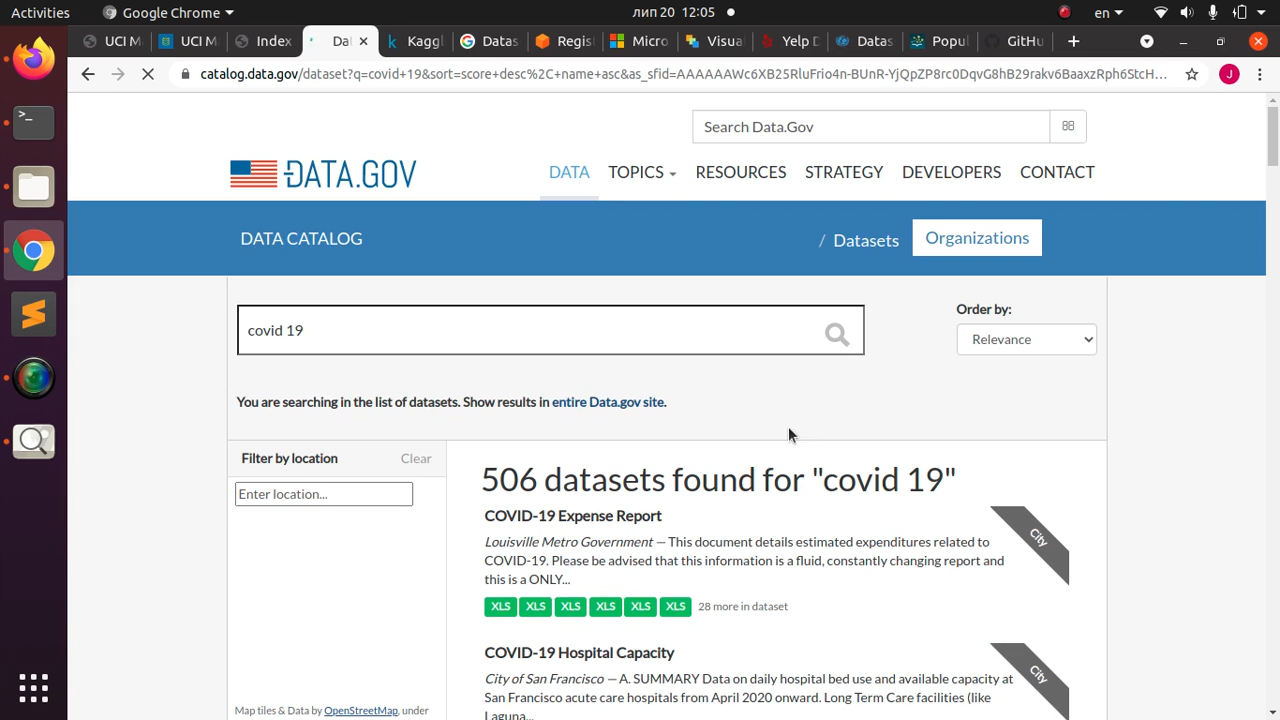 Activities Google Chrome лип 20 12:05 en
UCI M UCI M Index Dat Kaggl Datas Regist Micro Visua Yelp D Datas Popul GitHu
catalog.data.gov/dataset?q=covid+19&sort=score+desc%2C+name+asc&as_sfid=AAAAAAWc6XB25RluFrio4n-BUnR-YjQpZP8rc0DqvG8hB29rakv6BaaxzRph6StcH... J
Search Data.Gov
DATA.GOV
DATA TOPICS RESOURCES STRATEGY DEVELOPERS CONTACT
DATA CATALOG / Datasets Organizations
Order by:
covid 19 Relevance
You are searching in the list of datasets. Show results in entire Data.gov site.
Filter by location Clear
Enter location...
506 datasets found for "covid 19"
COVID-19 Expense Report
City
Louisville Metro Government — This document details estimated expenditures related to
COVID-19. Please be advised that this information is a fluid, constantly changing report and
this is a ONLY...
XLS XLS XLS XLS XLS XLS 28 more in dataset
COVID-19 Hospital Capacity
City
City of San Francisco — A. SUMMARY Data on daily hospital bed use and available capacity at
San Francisco acute care hospitals from April 2020 onward. Long Term Care facilities (like
Laguna...
Map tiles & Data by OpenStreetMap, under